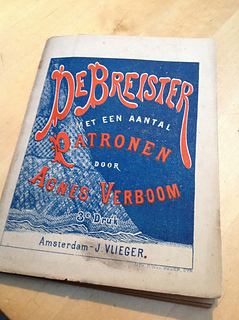 DE BREISTER
MET EEN AANTAL
PATRONEN
DOOR
AGNES VERBOOM
3e Druk
Amsterdam - J. VLIEGER.